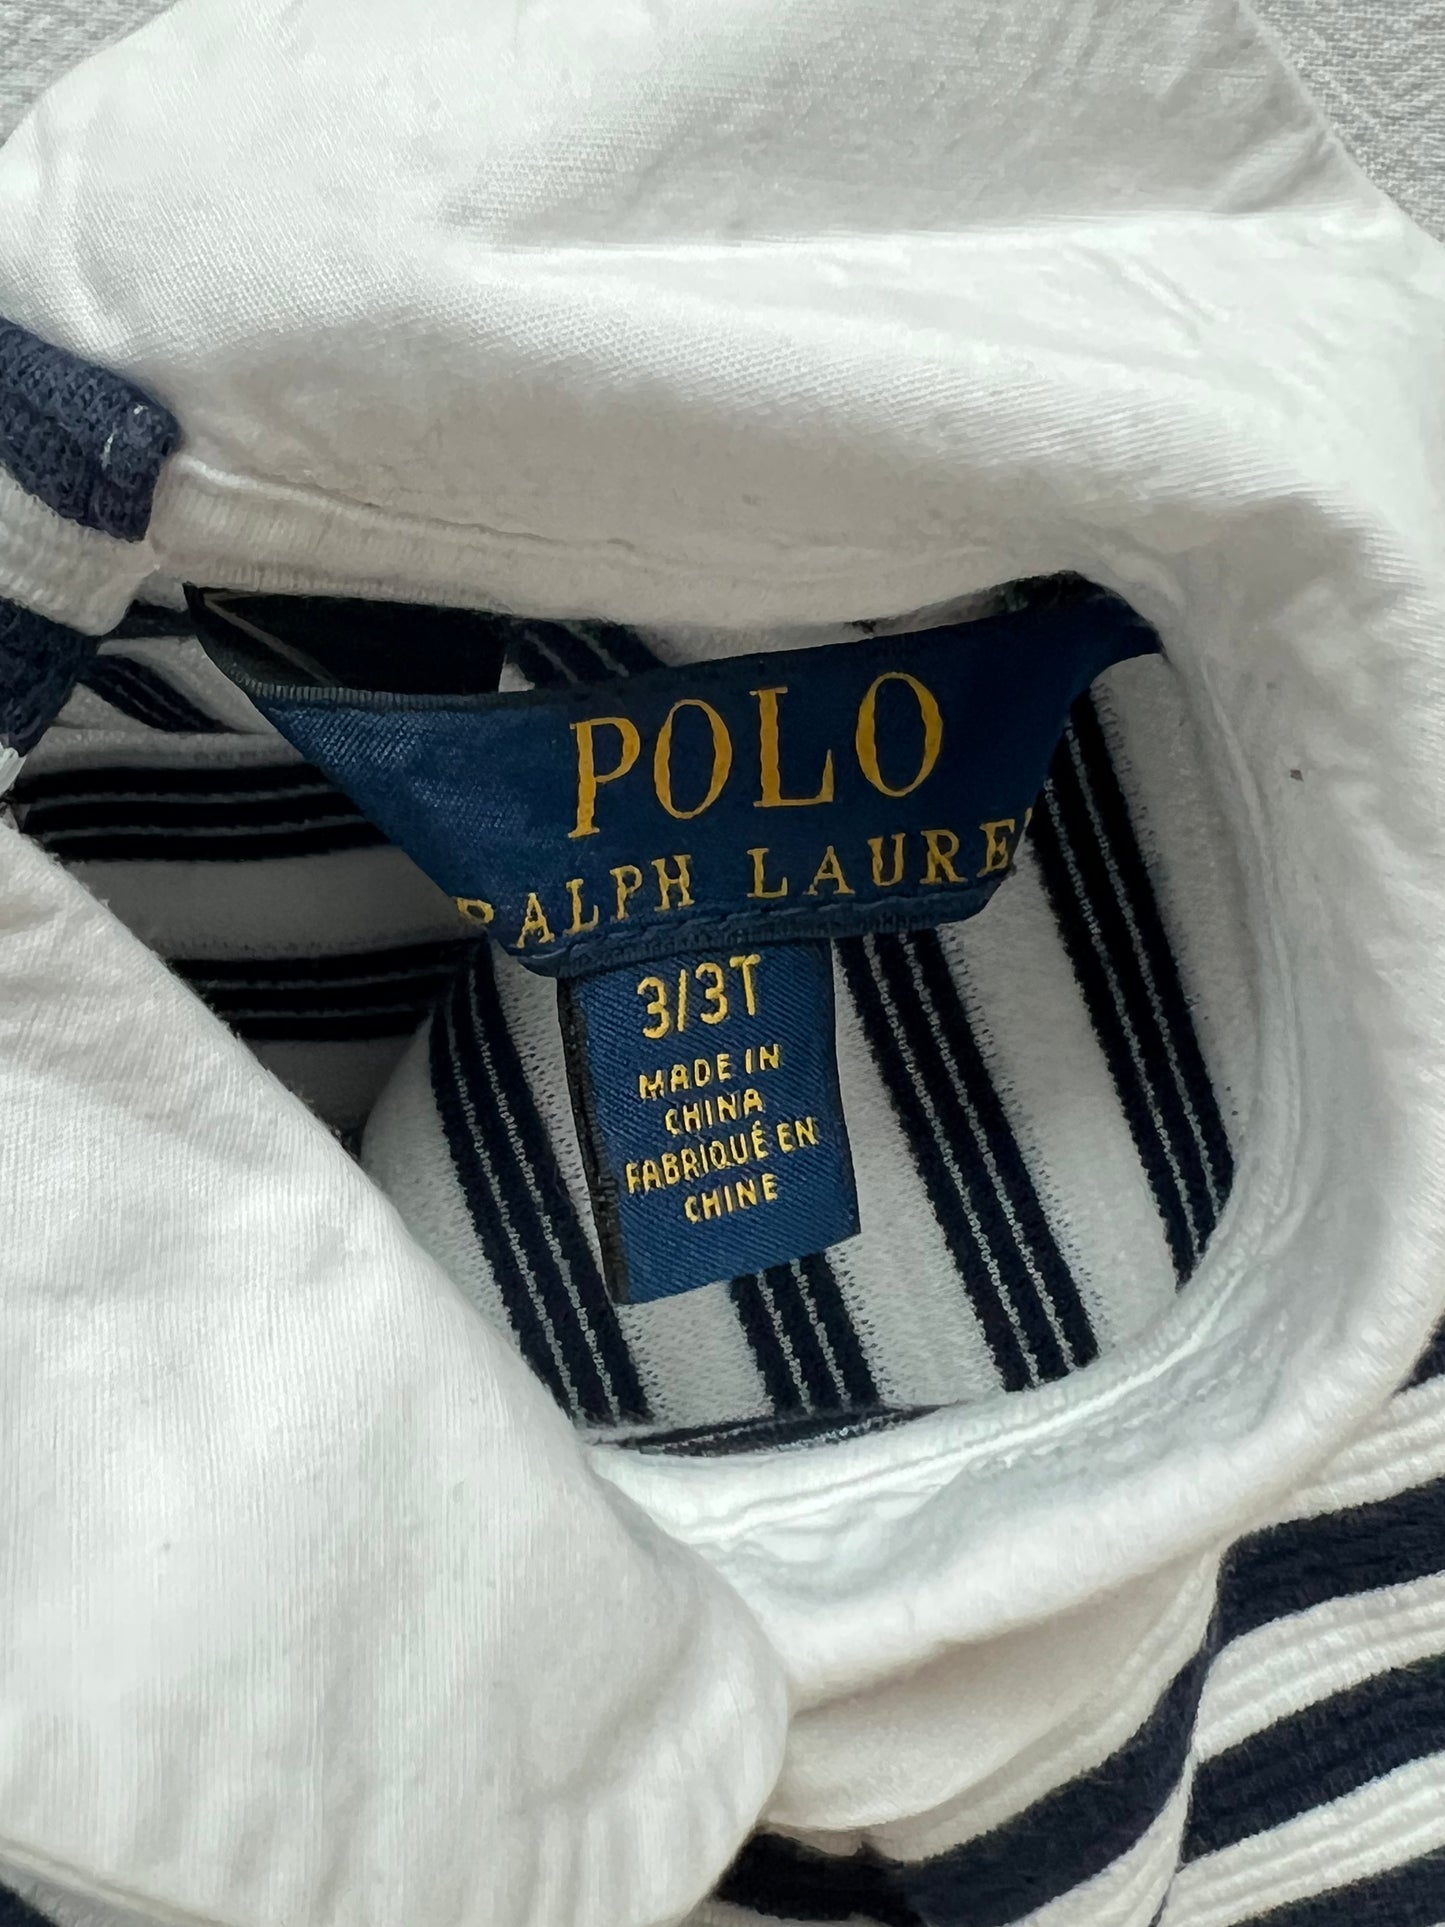 POLO
RALPH LAURE
3/3T
MADE IN
CHINA
FABRIQUÉ EN
CHINE